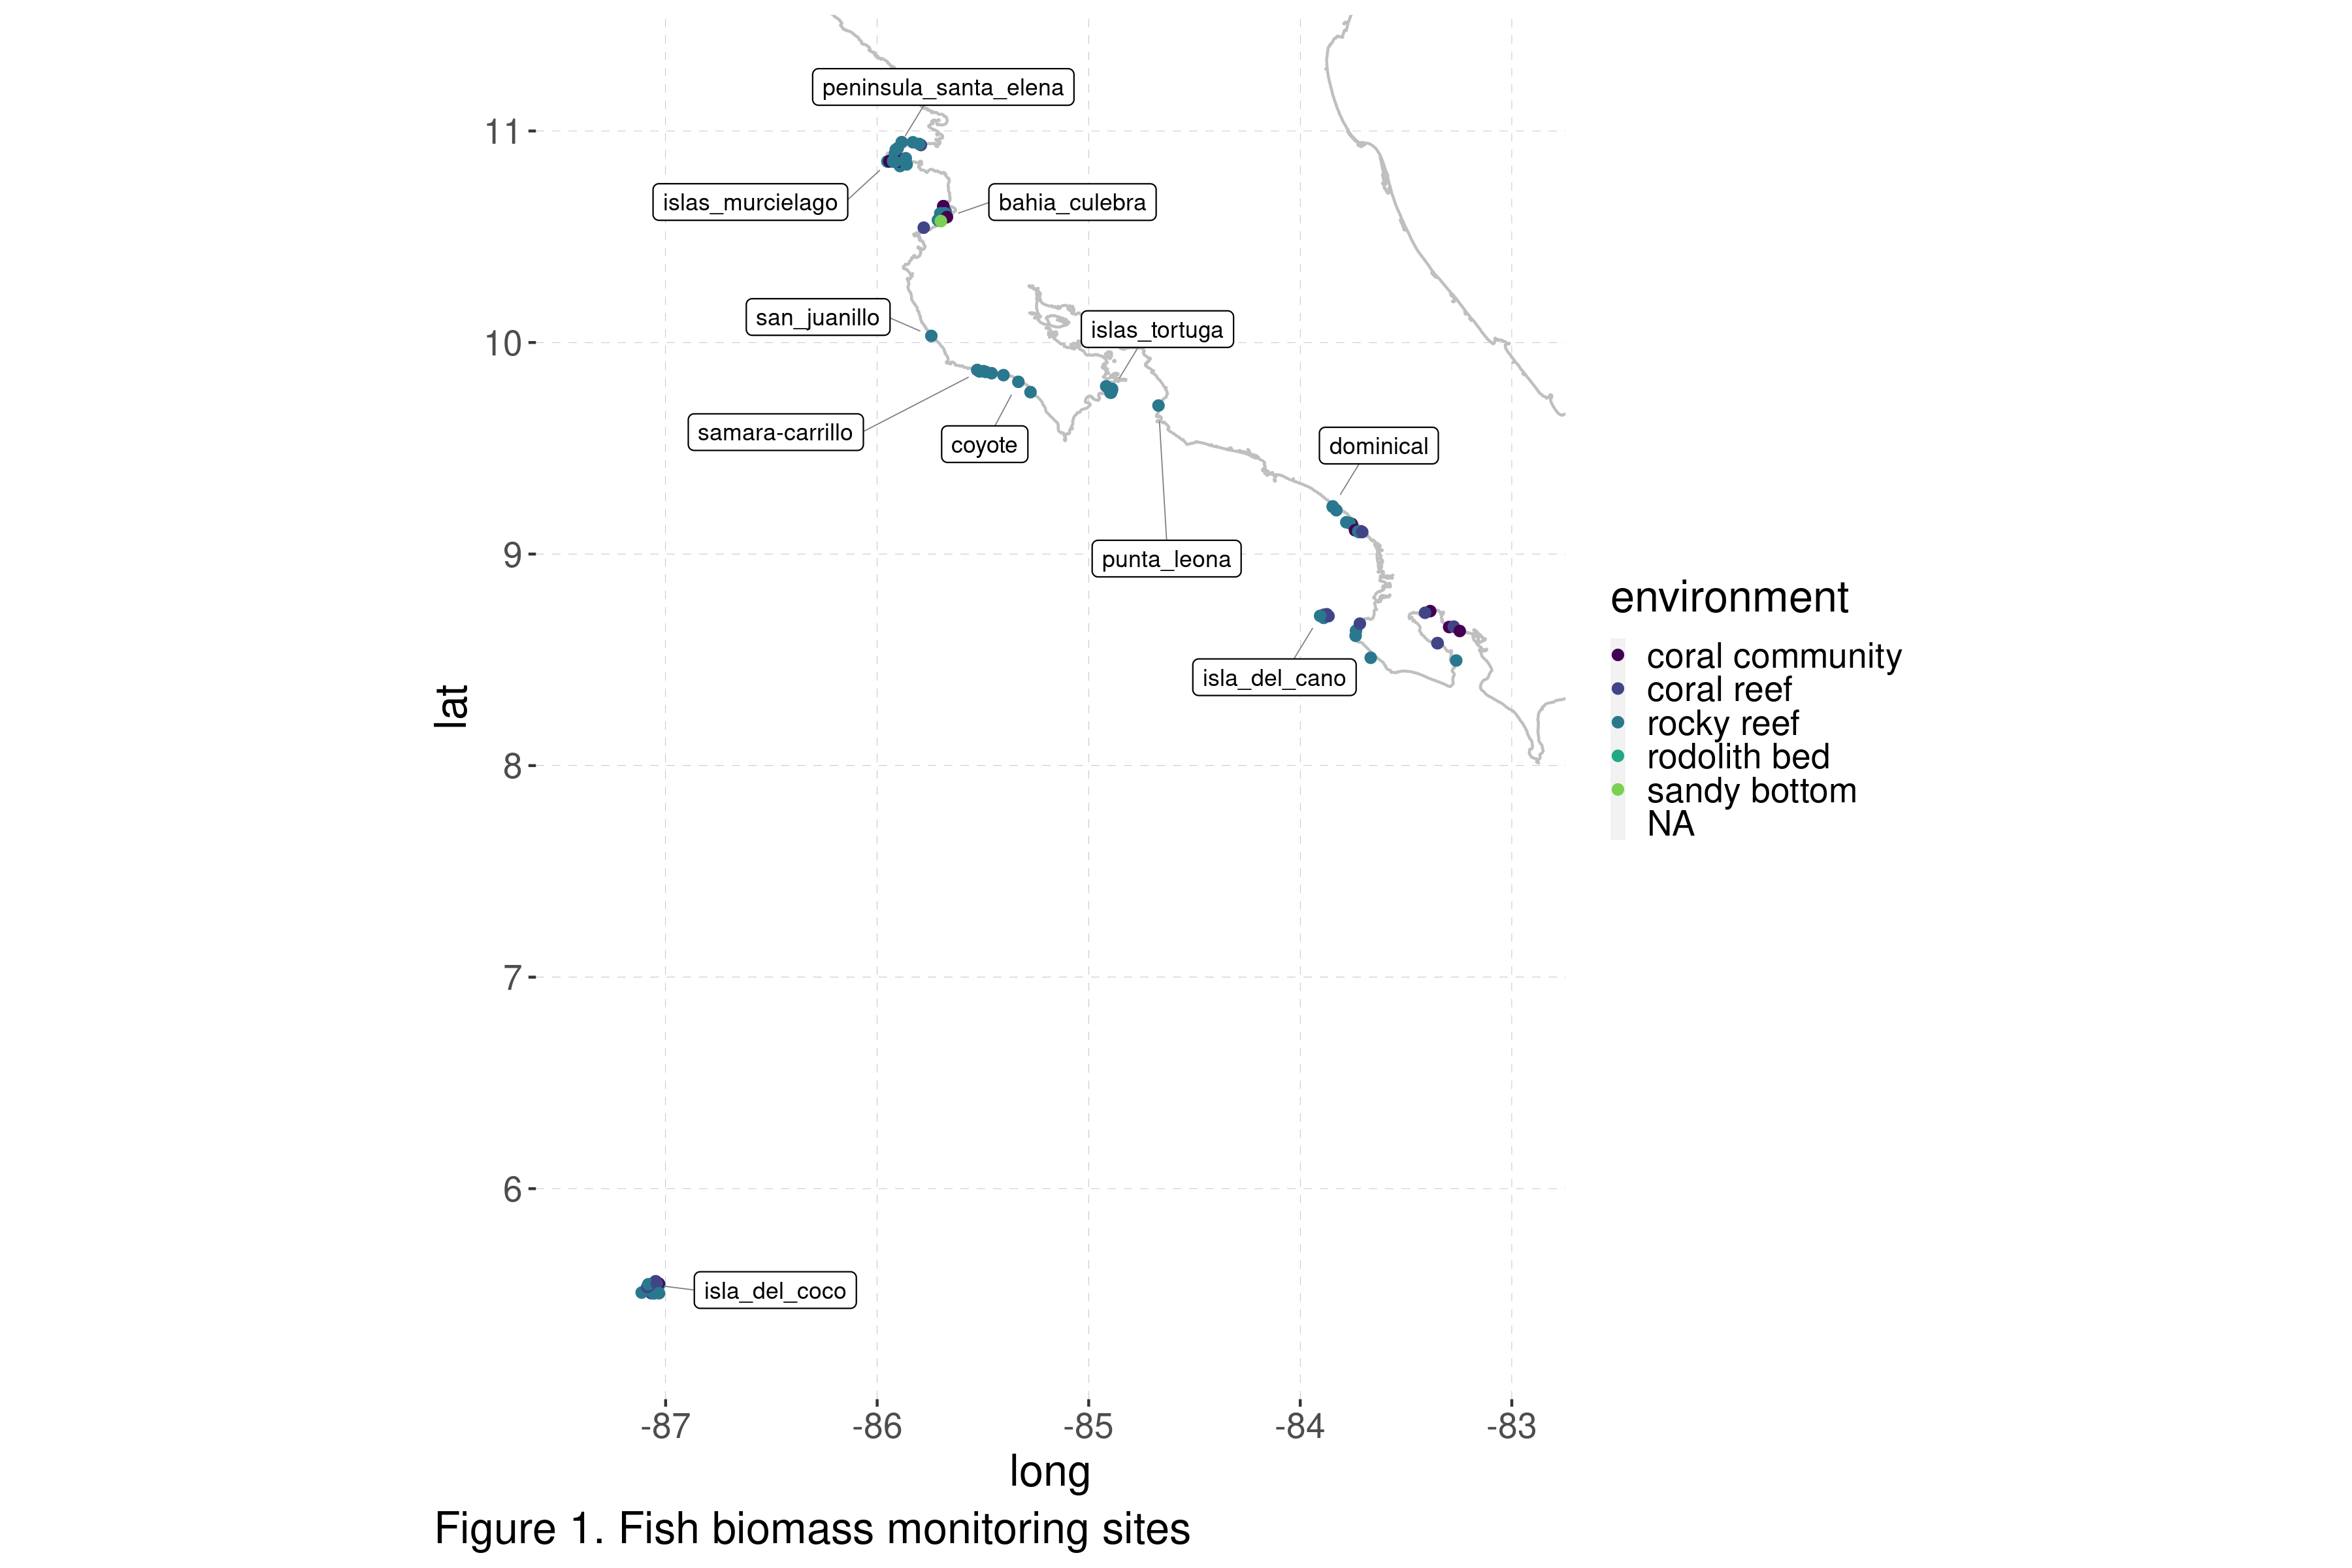 peninsula_santa_elena
11
islas_murcielago
bahia_culebra
san_juanillo
islas_tortuga
10
samara-carrillo
coyote
dominical
9
punta_leona
isla_del_cano
environment
coral community
coral reef
rocky reef
rodolith bed
sandy bottom
NA
lat
8
7
6
isla_del_coco
-87
-86
-85
-84
-83
long
Figure 1. Fish biomass monitoring sites